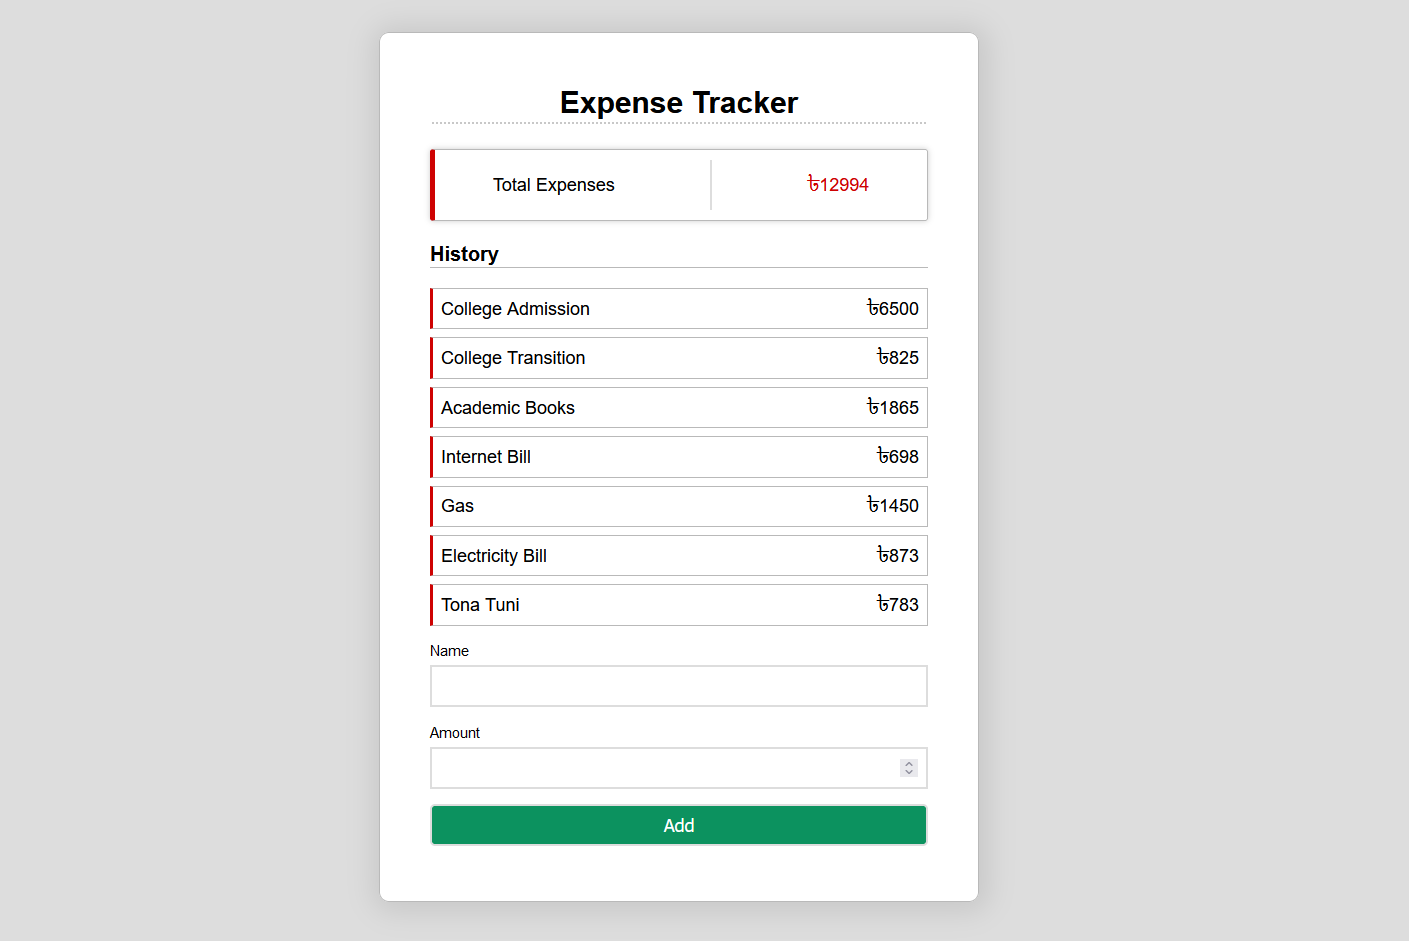 Expense Tracker
Total Expenses ৳12994
History
College Admission ৳6500
College Transition ৳825
Academic Books ৳1865
Internet Bill ৳698
Gas ৳1450
Electricity Bill ৳873
Tona Tuni ৳783
Name
Amount
Add